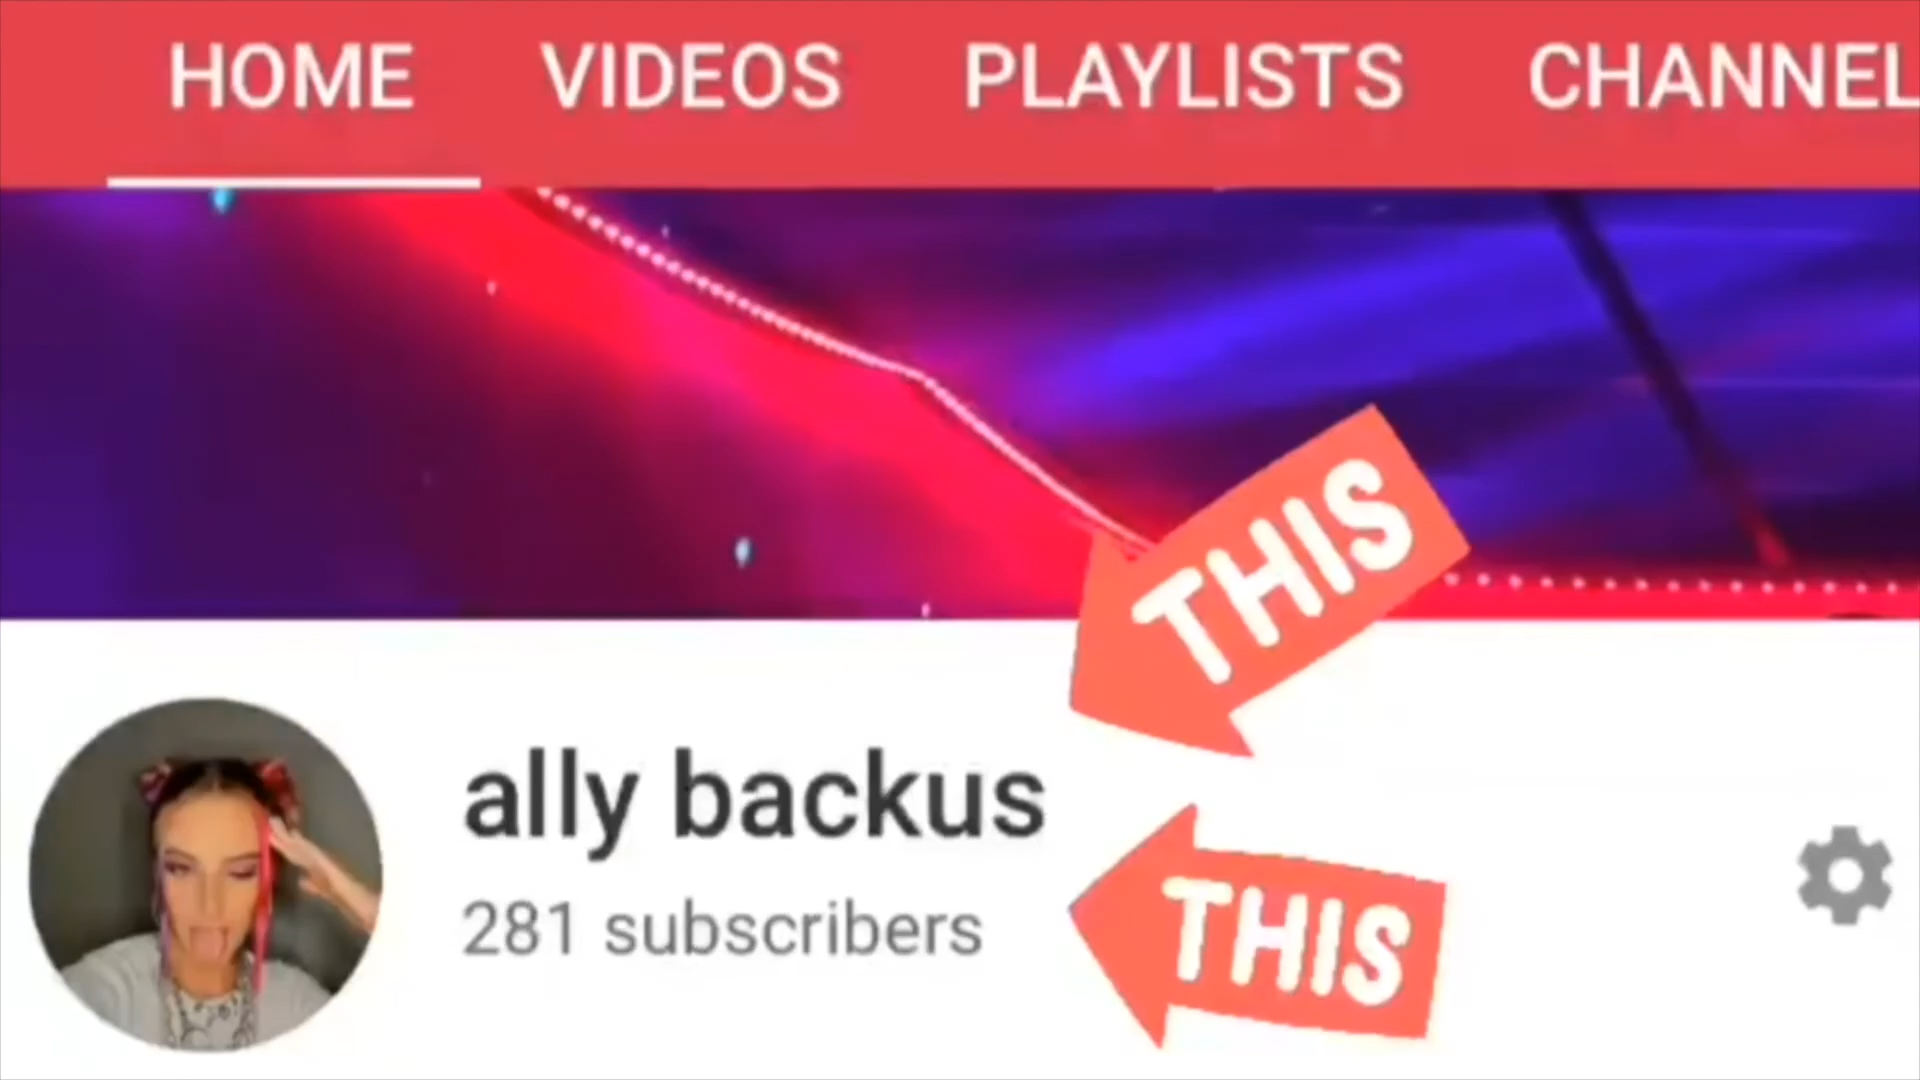 HOME VIDEOS PLAYLISTS CHANNEL
THIS
ally backus
281 subscribers
THIS